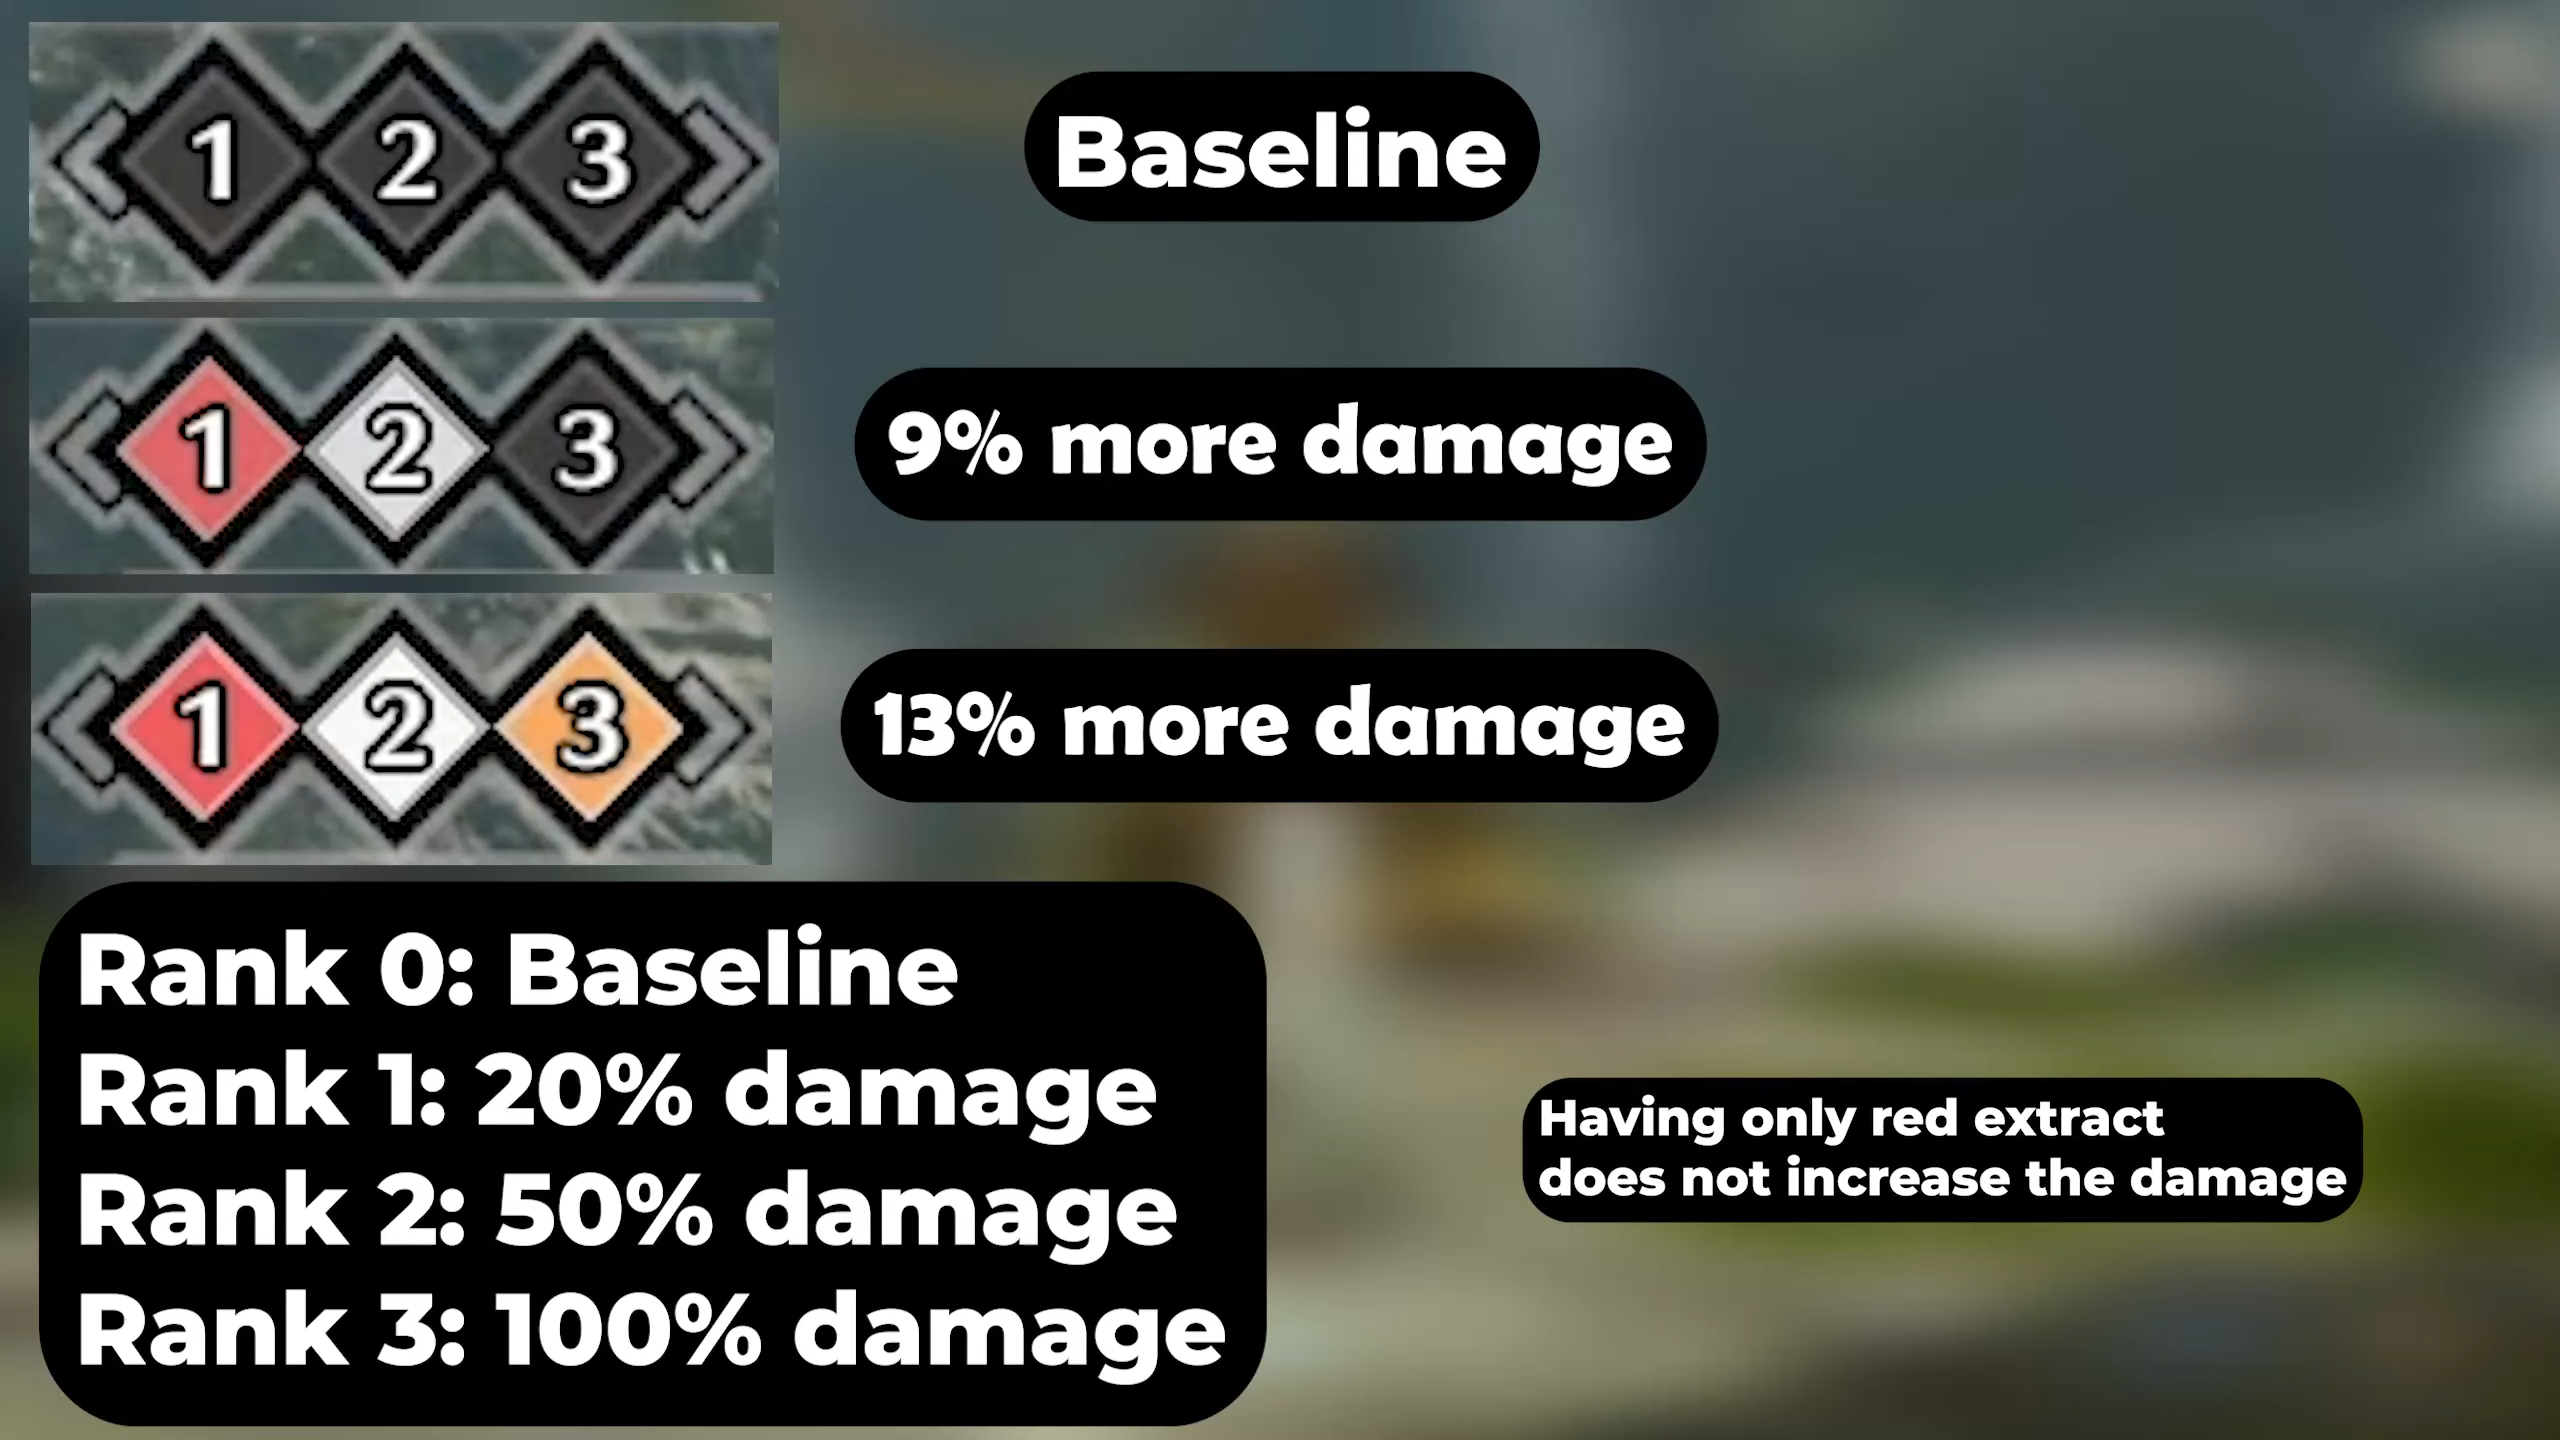 1 2 3
Baseline
1 2 3
9% more damage
1 2 3
13% more damage
Rank 0: Baseline
Rank 1: 20% damage
Rank 2: 50% damage
Rank 3: 100% damage
Having only red extract
does not increase the damage